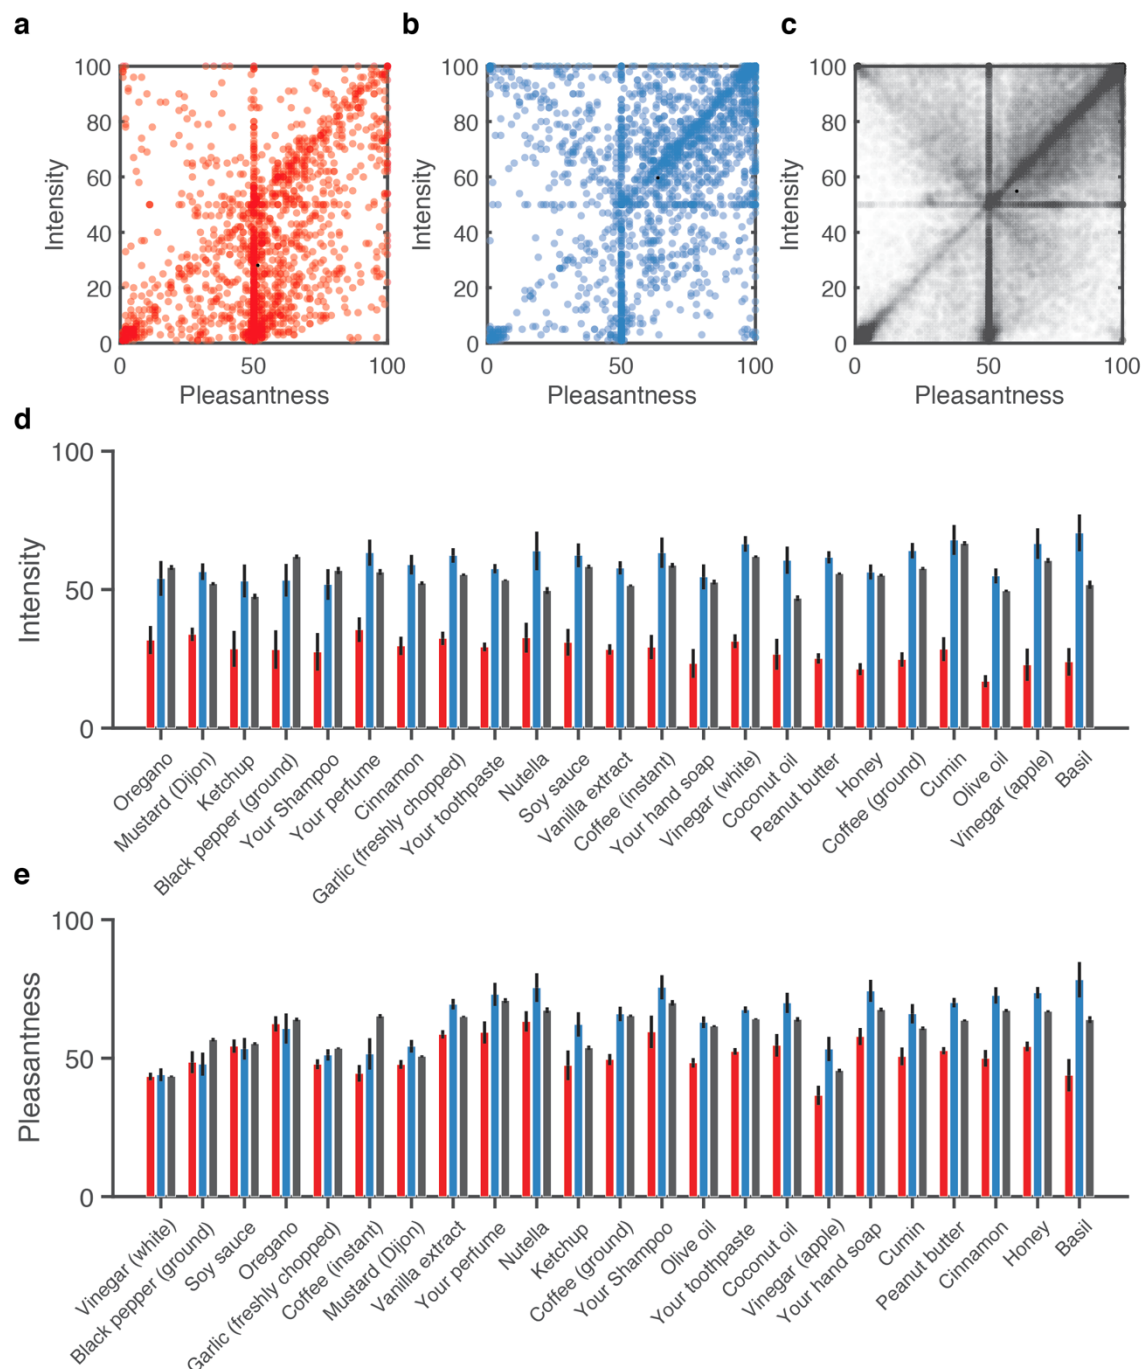 a
b
c
100
80
60
40
20
0
Intensity
0
50
100
Pleasantness
100
80
60
40
20
0
Intensity
0
50
100
Pleasantness
100
80
60
40
20
0
Intensity
0
50
100
Pleasantness
d
100
50
0
Intensity
Oregano
Mustard (Dijon)
Ketchup
Black pepper (ground)
Your Shampoo
Your perfume
Cinnamon
Garlic (freshly chopped)
Your toothpaste
Nutella
Soy sauce
Vanilla extract
Coffee (instant)
Your hand soap
Vinegar (white)
Coconut oil
Peanut butter
Honey
Coffee (ground)
Cumin
Olive oil
Vinegar (apple)
Basil
e
100
50
0
Pleasantness
Vinegar (white)
Black pepper (ground)
Soy sauce
Oregano
Garlic (freshly chopped)
Coffee (instant)
Mustard (Dijon)
Vanilla extract
Your perfume
Nutella
Ketchup
Coffee (ground)
Your Shampoo
Olive oil
Your toothpaste
Coconut oil
Vinegar (apple)
Your hand soap
Cumin
Peanut butter
Cinnamon
Honey
Basil